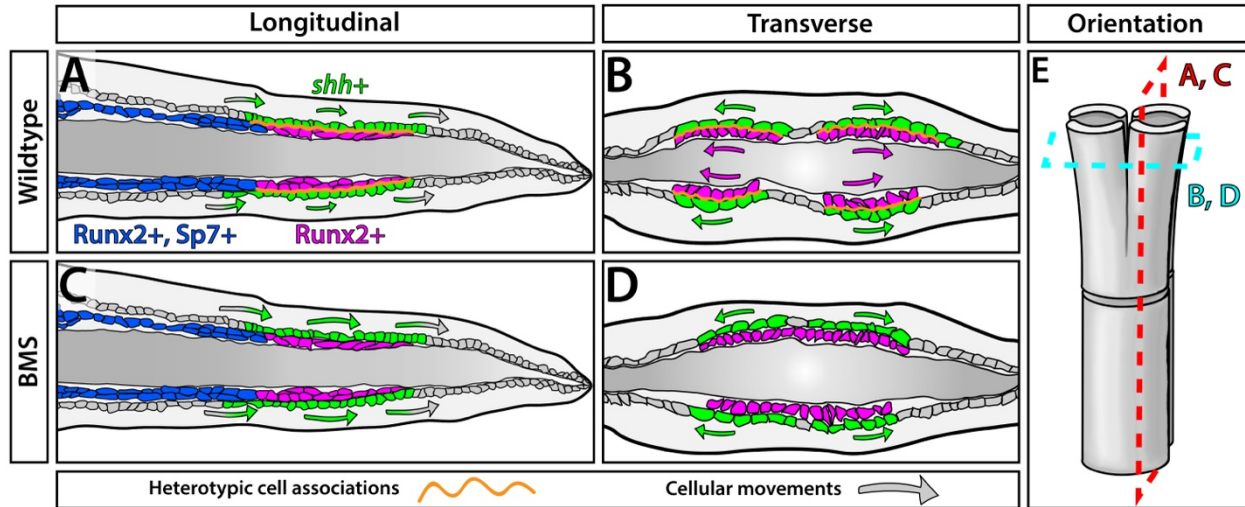 Longitudinal
Transverse
Orientation
Wildtype
A
shh+
Runx2+, Sp7+
Runx2+
B
E
A, C
B, D
BMS
C
D
Heterotypic cell associations
Cellular movements